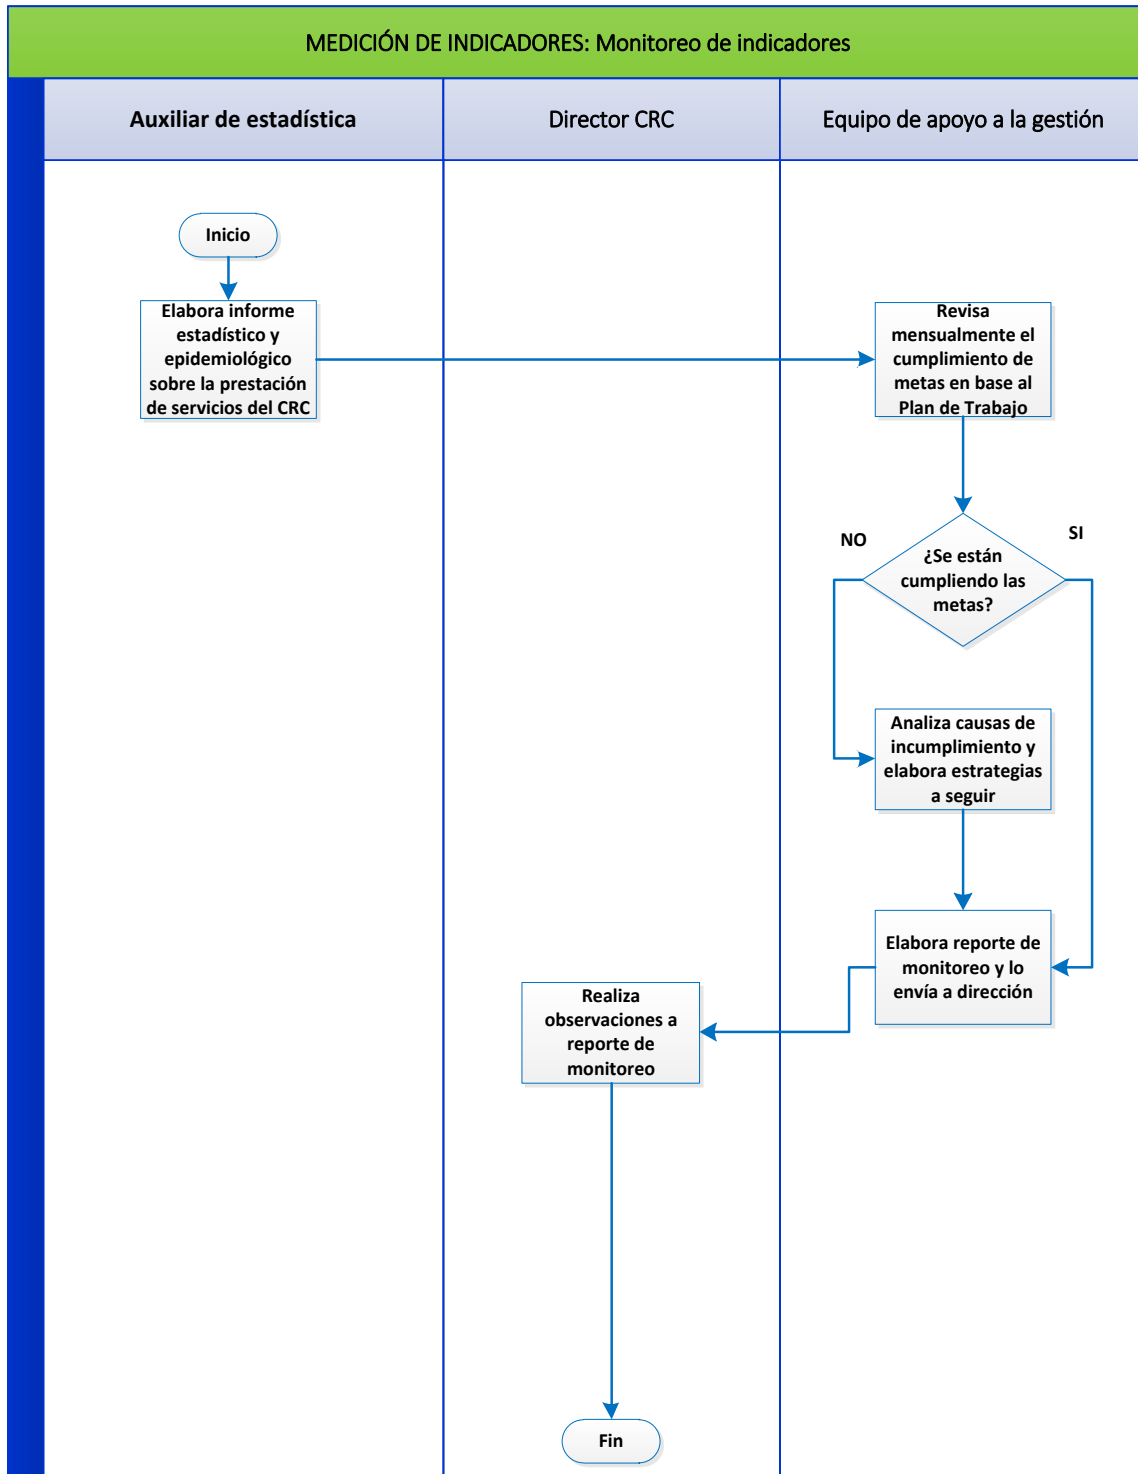 MEDICIÓN DE INDICADORES: Monitoreo de indicadores
Auxiliar de estadística
Director CRC
Equipo de apoyo a la gestión
Inicio
Elabora informe
estadístico y
epidemiológico
sobre la prestación
de servicios del CRC
Revisa
mensualmente el
cumplimiento de
metas en base al
Plan de Trabajo
NO
SI
¿Se están
cumpliendo las
metas?
Analiza causas de
incumplimiento y
elabora estrategias
a seguir
Elabora reporte de
monitoreo y lo
envía a dirección
Realiza
observaciones a
reporte de
monitoreo
Fin